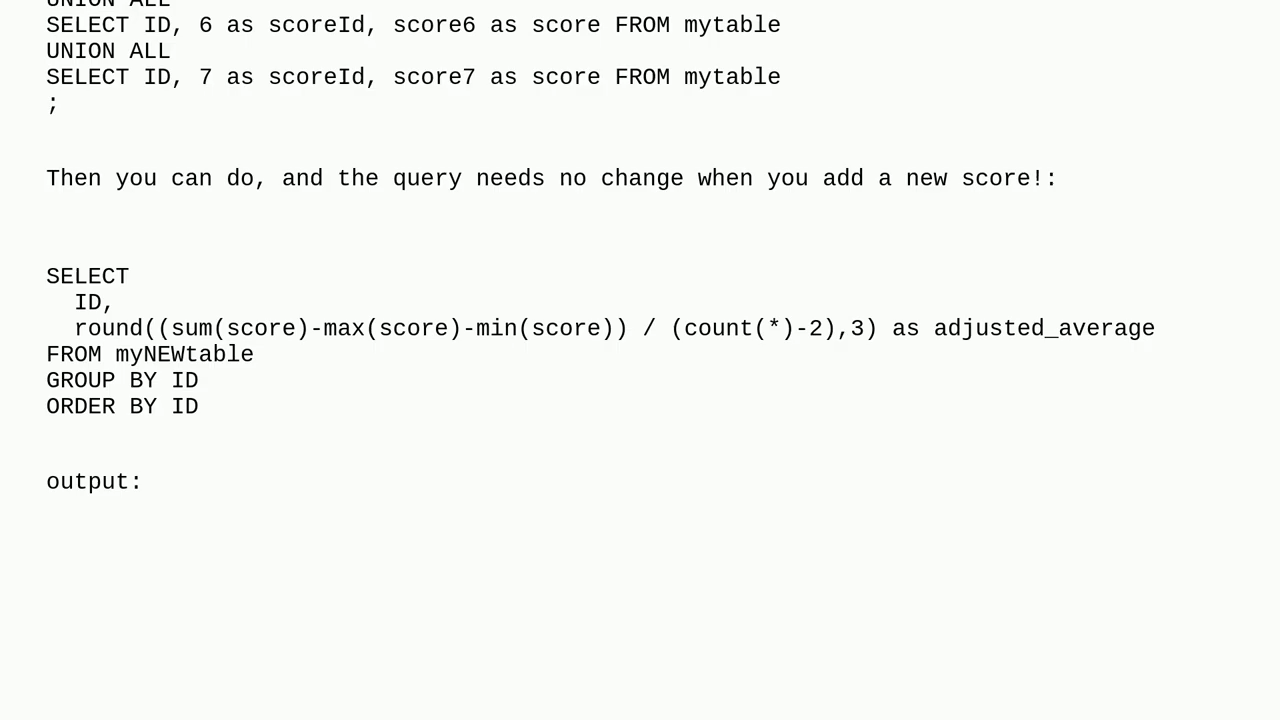 UNION ALL
SELECT ID, 6 as scoreId, score6 as score FROM mytable
UNION ALL
SELECT ID, 7 as scoreId, score7 as score FROM mytable
;
Then you can do, and the query needs no change when you add a new score!:
SELECT
  ID,
  round((sum(score)-max(score)-min(score)) / (count(*)-2),3) as adjusted_average
FROM myNEWtable
GROUP BY ID
ORDER BY ID
output: